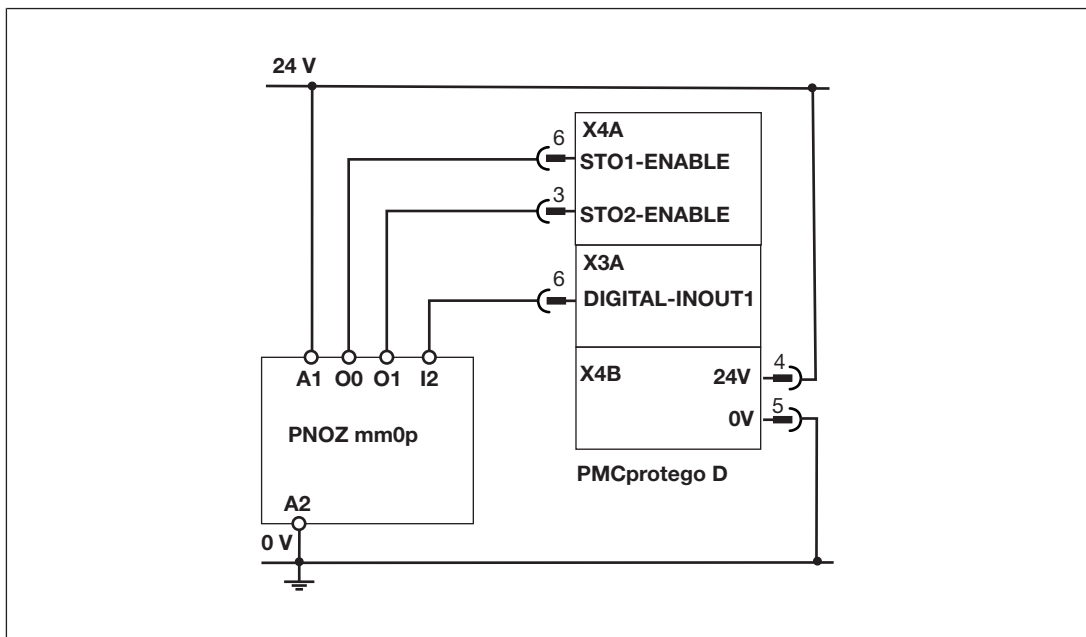 24 V
X4A
6
STO1-ENABLE
3
STO2-ENABLE
X3A
6
DIGITAL-INOUT1
X4B
24V
4
0V
5
PMCprotego D
A1 O0 O1 I2
PNOZ mm0p
A2
0 V